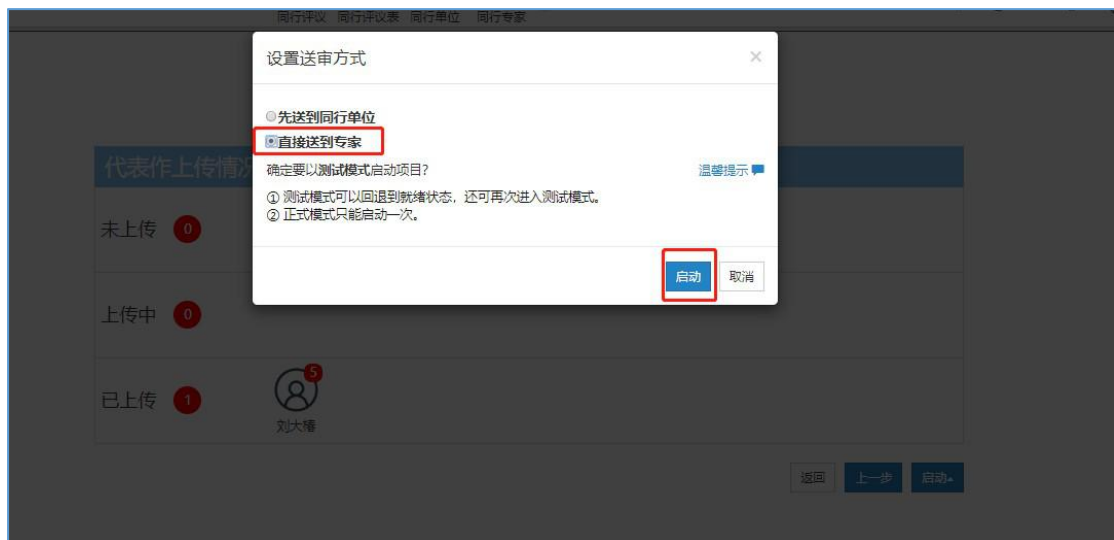 同行评议 同行评议表 同行单位 同行专家
设置送审方式 ×
先送到同行单位
直接送到专家
代表作上传情况
确定要以测试模式启动项目? 温馨提示
① 测试模式可以回退到就绪状态，还可再次进入测试模式。
② 正式模式只能启动一次。
未上传 0
启动 取消
上传中 0
已上传 1
5
刘大椿
返回 上一步 启动